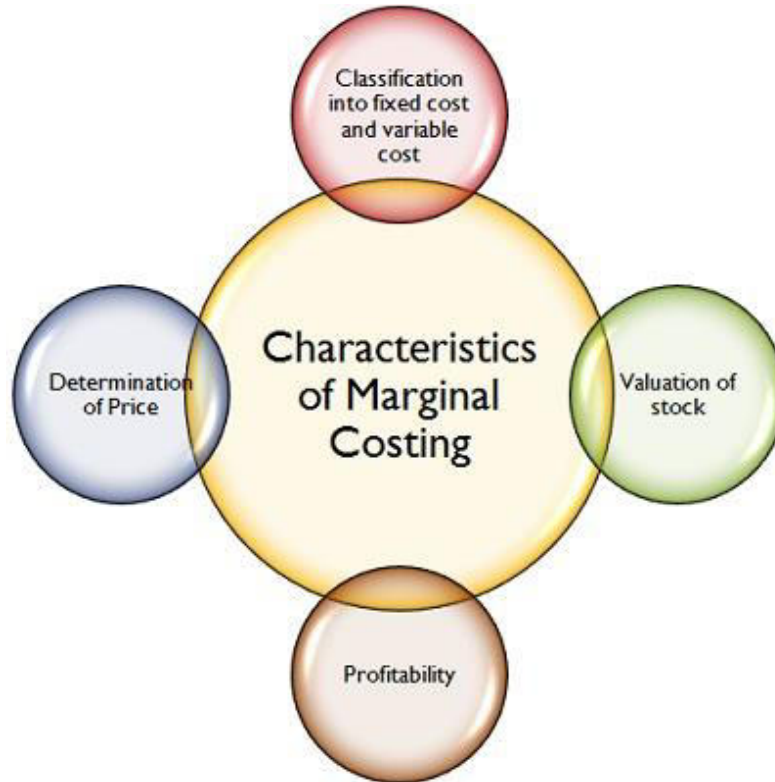 Classification
into fixed cost
and variable
cost
Characteristics
of Marginal
Costing
Determination
of Price
Valuation of
stock
Profitability